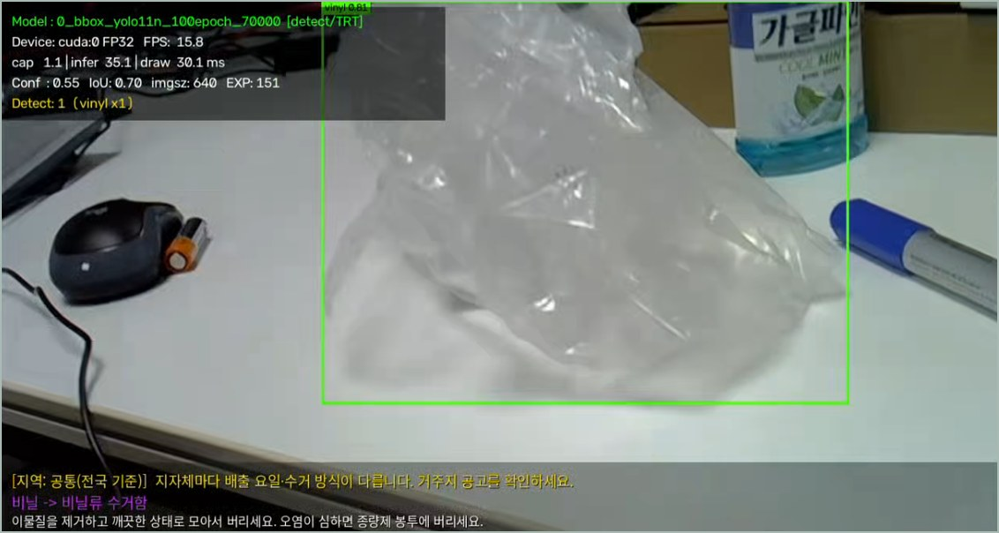 vinyl 0.81
Model : 0_bbox_yolo11n_100epoch_70000 [detect/TRT]
Device: cuda:0 FP32 FPS: 15.8
cap 1.1 | infer 35.1 | draw 30.1 ms
Conf : 0.55 IoU: 0.70 imgsz: 640 EXP: 151
Detect: 1 (vinyl x1)
가글파인
COOL MINT
[지역: 공통(전국 기준)] 지자체마다 배출 요일·수거 방식이 다릅니다. 거주지 공고를 확인하세요.
비닐 -> 비닐류 수거함
이물질을 제거하고 깨끗한 상태로 모아서 버리세요. 오염이 심하면 종량제 봉투에 버리세요.